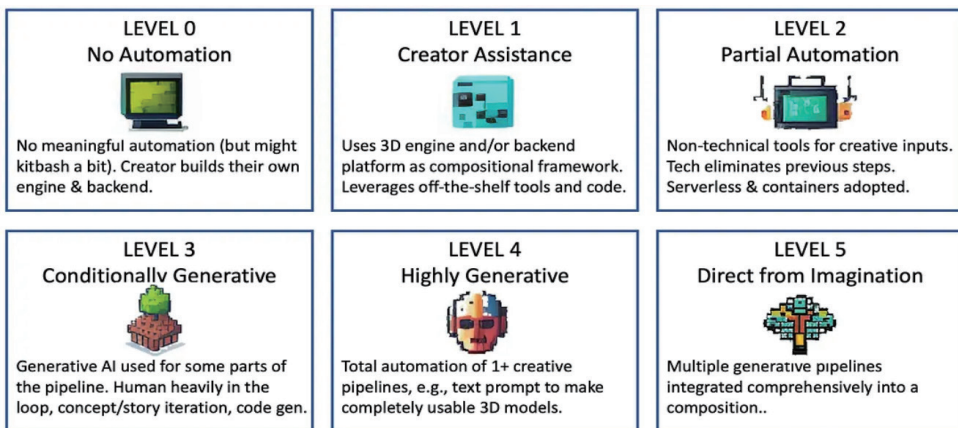 LEVEL 0
No Automation
No meaningful automation (but might
kitbash a bit). Creator builds their own
engine & backend.
LEVEL 1
Creator Assistance
Uses 3D engine and/or backend
platform as compositional framework.
Leverages off-the-shelf tools and code.
LEVEL 2
Partial Automation
Non-technical tools for creative inputs.
Tech eliminates previous steps.
Serverless & containers adopted.
LEVEL 3
Conditionally Generative
Generative AI used for some parts of
the pipeline. Human heavily in the
loop, concept/story iteration, code gen.
LEVEL 4
Highly Generative
Total automation of 1+ creative
pipelines, e.g., text prompt to make
completely usable 3D models.
LEVEL 5
Direct from Imagination
Multiple generative pipelines
integrated comprehensively into a
composition..